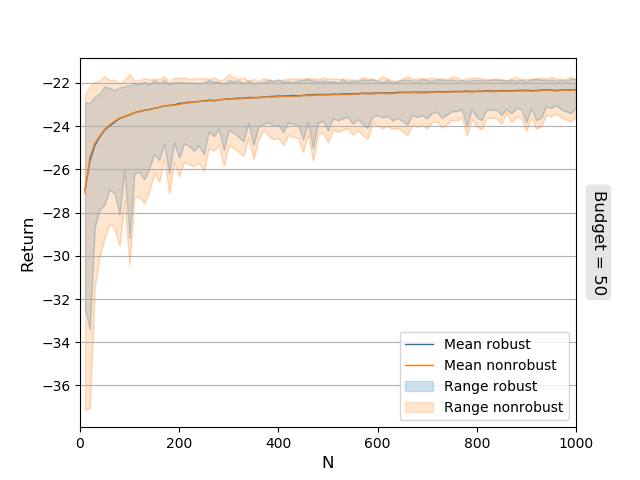 −22
−24
−26
−28
−30
−32
−34
−36
Return
0
200
400
600
800
1000
N
Mean robust
Mean nonrobust
Range robust
Range nonrobust
Budget = 50